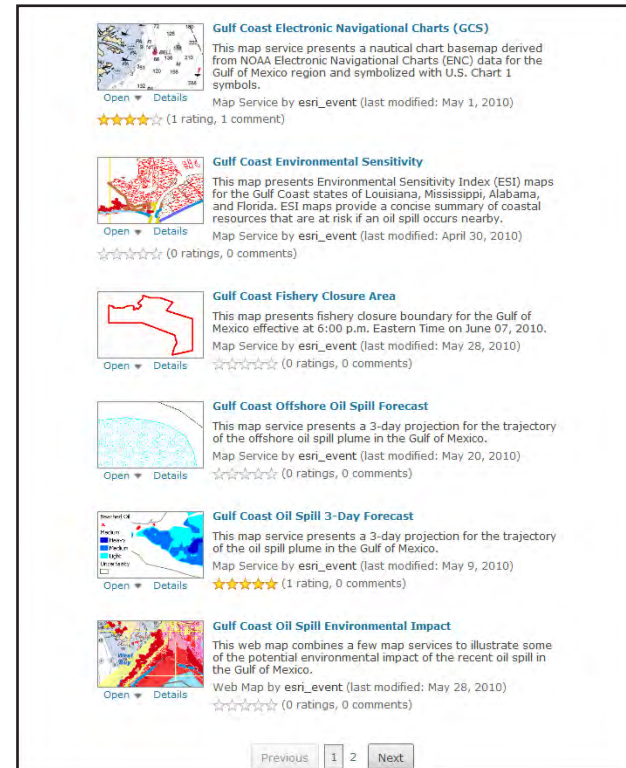 Gulf Coast Electronic Navigational Charts (GCS)
This map service presents a nautical chart basemap derived
from NOAA Electronic Navigational Charts (ENC) data for the
Gulf of Mexico region and symbolized with U.S. Chart 1
symbols.
Open Details
Map Service by esri_event (last modified: May 1, 2010)
(1 rating, 1 comment)
Gulf Coast Environmental Sensitivity
This map presents Environmental Sensitivity Index (ESI) maps
for the Gulf Coast states of Louisiana, Mississippi, Alabama,
and Florida. ESI maps provide a concise summary of coastal
resources that are at risk if an oil spill occurs nearby.
Open Details
Map Service by esri_event (last modified: April 30, 2010)
(0 ratings, 0 comments)
Gulf Coast Fishery Closure Area
This map presents fishery closure boundary for the Gulf of
Mexico effective at 6:00 p.m. Eastern Time on June 07, 2010.
Map Service by esri_event (last modified: May 28, 2010)
Open Details
(0 ratings, 0 comments)
Gulf Coast Offshore Oil Spill Forecast
This map service presents a 3-day projection for the trajectory
of the offshore oil spill plume in the Gulf of Mexico.
Map Service by esri_event (last modified: May 20, 2010)
Open Details
(0 ratings, 0 comments)
Gulf Coast Oil Spill 3-Day Forecast
This map service presents a 3-day projection for the trajectory
of the oil spill plume in the Gulf of Mexico.
Map Service by esri_event (last modified: May 9, 2010)
Medium
Heavy
Medium
Light
Uncertainty
Open Details
(1 rating, 0 comments)
Gulf Coast Oil Spill Environmental Impact
This web map combines a few map services to illustrate some
of the potential environmental impact of the recent oil spill in
the Gulf of Mexico.
West
Bay
Open Details
Web Map by esri_event (last modified: May 28, 2010)
(0 ratings, 0 comments)
Previous 1 2 Next